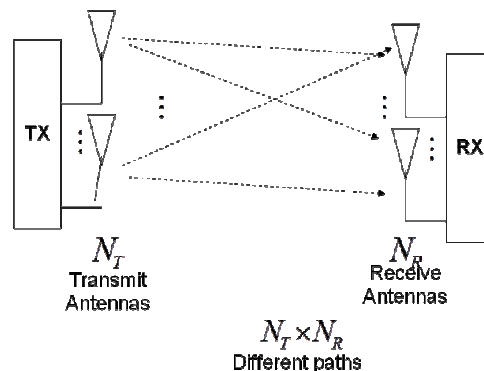 TX
RX
N_T
Transmit
Antennas
N_R
Receive
Antennas
N_T × N_R
Different paths